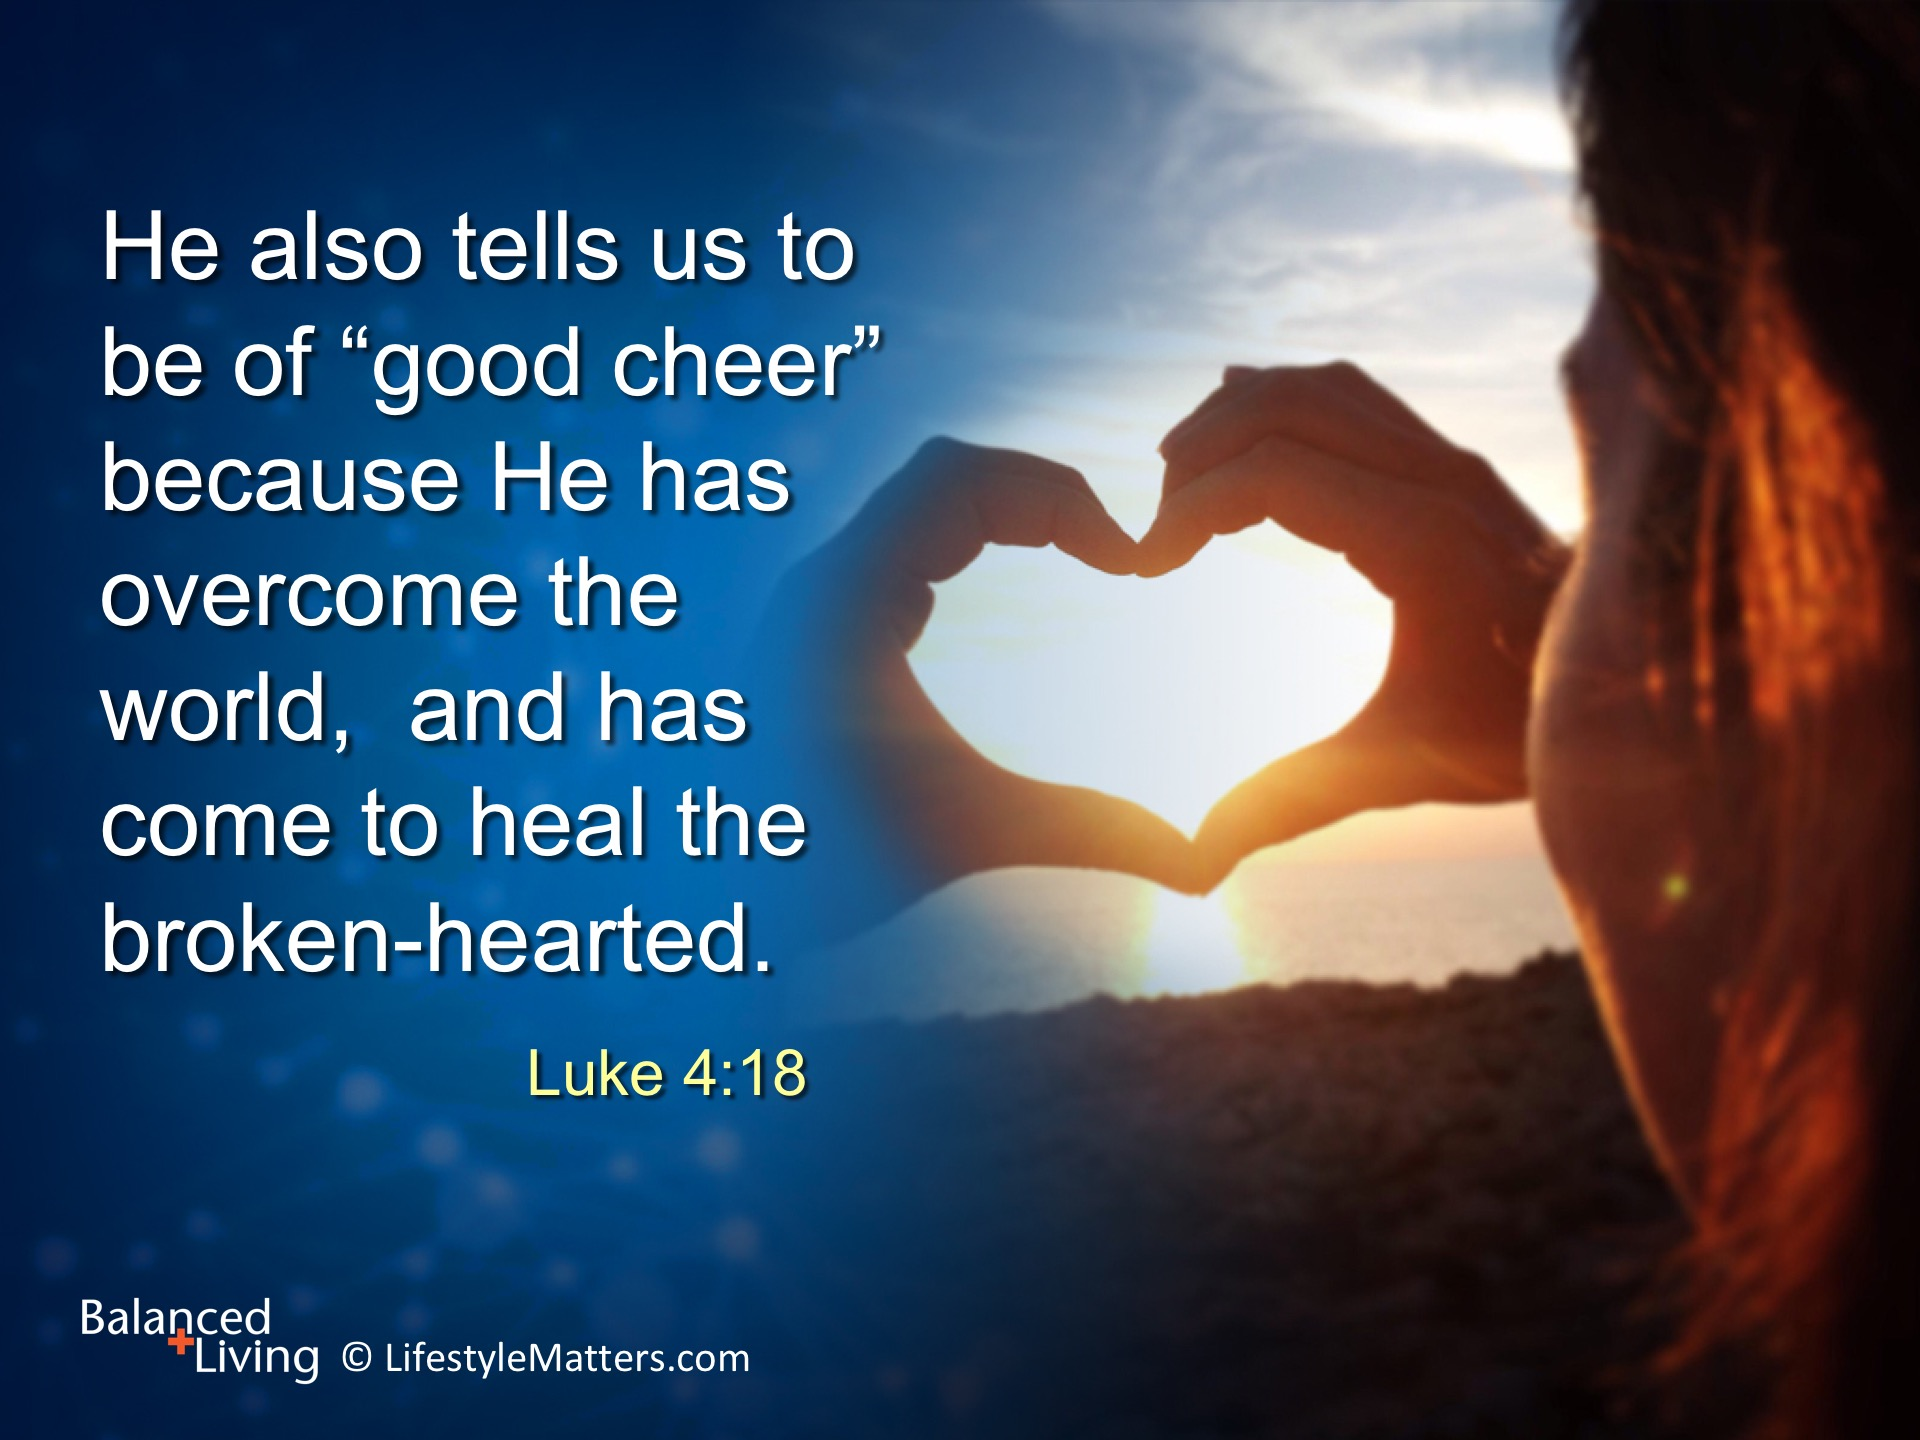 He also tells us to
be of “good cheer”
because He has
overcome the
world,  and has
come to heal the
broken-hearted.
Luke 4:18
Balanced
Living © LifestyleMatters.com